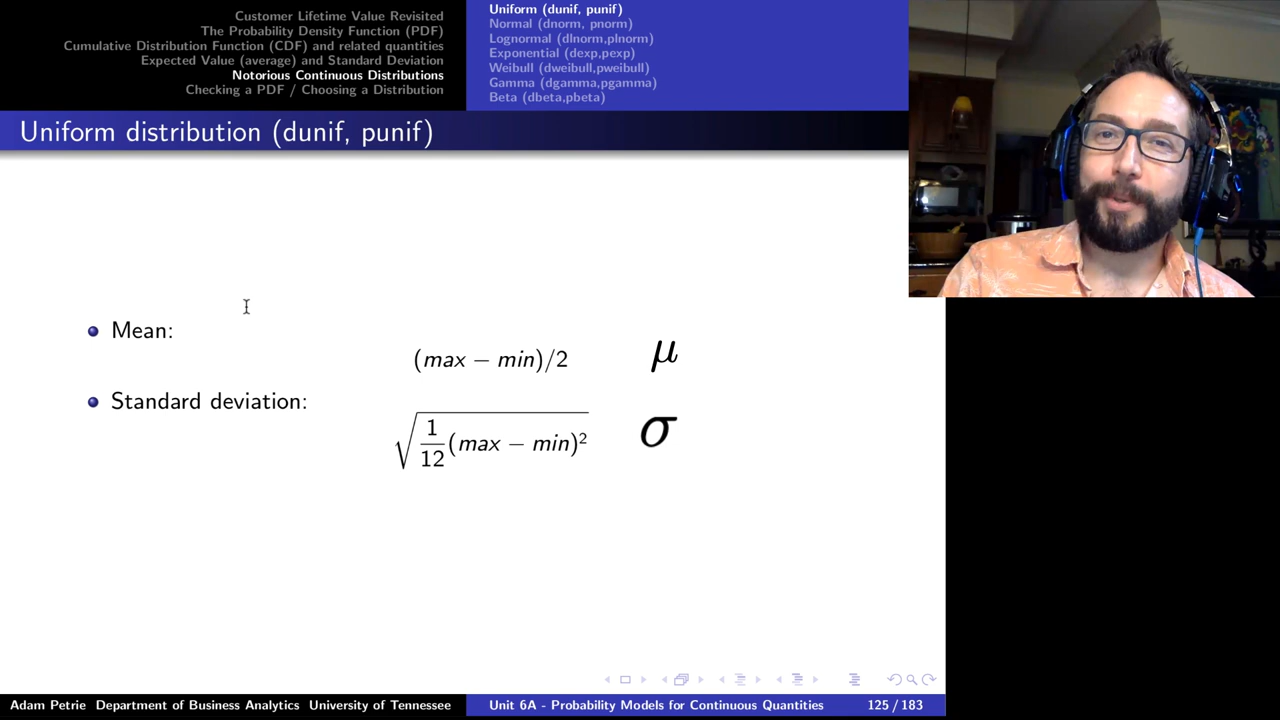 Customer Lifetime Value Revisited
The Probability Density Function (PDF)
Cumulative Distribution Function (CDF) and related quantities
Expected Value (average) and Standard Deviation
Notorious Continuous Distributions
Checking a PDF / Choosing a Distribution
Uniform (dunif, punif)
Normal (dnorm, pnorm)
Lognormal (dlnorm,plnorm)
Exponential (dexp,pexp)
Weibull (dweibull,pweibull)
Gamma (dgamma,pgamma)
Beta (dbeta,pbeta)
Uniform distribution (dunif, punif)
Mean:
(max − min)/2 μ
Standard deviation:
√(1/12 (max − min)²) σ
Adam Petrie Department of Business Analytics University of Tennessee
Unit 6A - Probability Models for Continuous Quantities
125 / 183